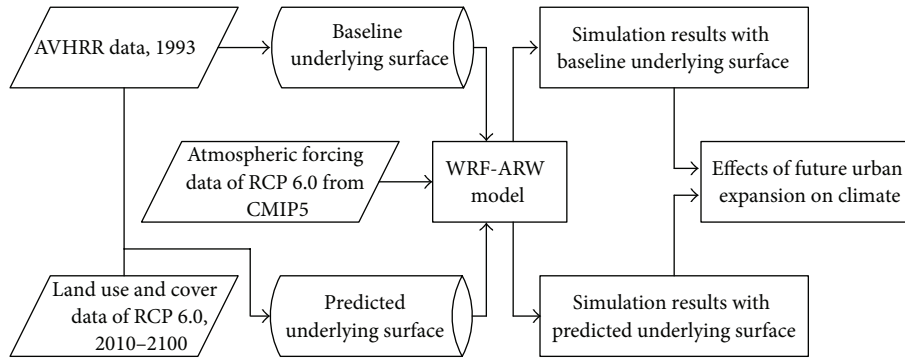 AVHRR data, 1993
Baseline
underlying surface
Simulation results with
baseline underlying surface
Atmospheric forcing
data of RCP 6.0 from
CMIP5
WRF-ARW
model
Effects of future urban
expansion on climate
Land use and cover
data of RCP 6.0,
2010–2100
Predicted
underlying surface
Simulation results with
predicted underlying surface